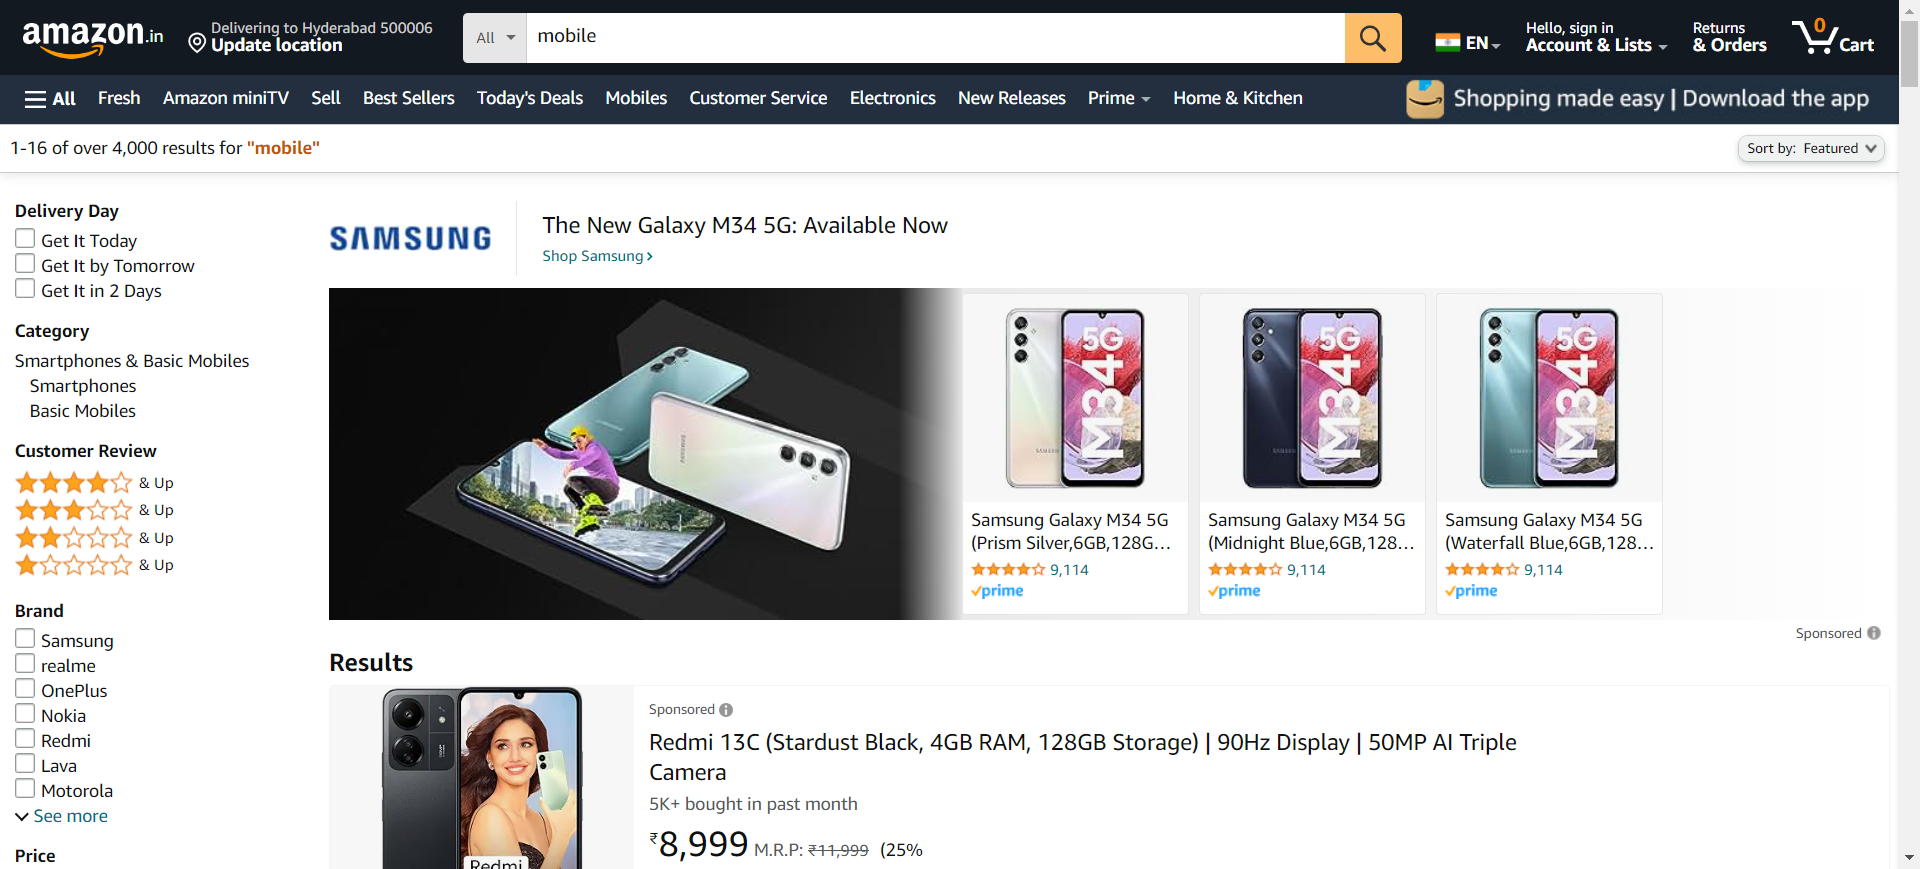 amazon.in
Delivering to Hyderabad 500006
Update location
All
mobile
EN
Hello, sign in
Account & Lists
Returns
& Orders
0
Cart
All
Fresh
Amazon miniTV
Sell
Best Sellers
Today's Deals
Mobiles
Customer Service
Electronics
New Releases
Prime
Home & Kitchen
Shopping made easy | Download the app
1-16 of over 4,000 results for "mobile"
Sort by: Featured
Delivery Day
Get It Today
Get It by Tomorrow
Get It in 2 Days
Category
Smartphones & Basic Mobiles
Smartphones
Basic Mobiles
Customer Review
& Up
& Up
& Up
& Up
Brand
Samsung
realme
OnePlus
Nokia
Redmi
Lava
Motorola
See more
Price
SAMSUNG
The New Galaxy M34 5G: Available Now
Shop Samsung
SAMSUNG
M34 5G
Samsung Galaxy M34 5G
(Prism Silver,6GB,128G...
9,114
prime
M34 5G
Samsung Galaxy M34 5G
(Midnight Blue,6GB,128...
9,114
prime
M34 5G
Samsung Galaxy M34 5G
(Waterfall Blue,6GB,128...
9,114
prime
Sponsored
Results
Redmi
Sponsored
Redmi 13C (Stardust Black, 4GB RAM, 128GB Storage) | 90Hz Display | 50MP AI Triple
Camera
5K+ bought in past month
₹8,999 M.R.P: ₹11,999 (25%